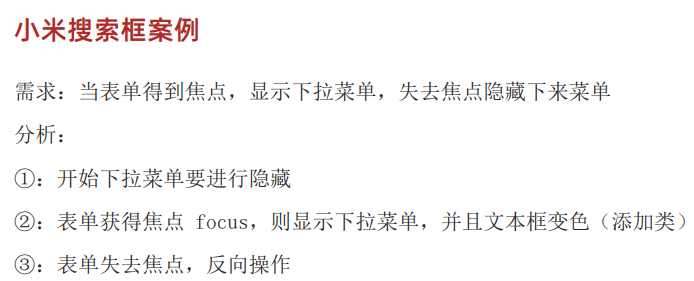 小米搜索框案例
需求：当表单得到焦点，显示下拉菜单，失去焦点隐藏下来菜单
分析：
①：开始下拉菜单要进行隐藏
②：表单获得焦点 focus，则显示下拉菜单，并且文本框变色（添加类）
③：表单失去焦点，反向操作